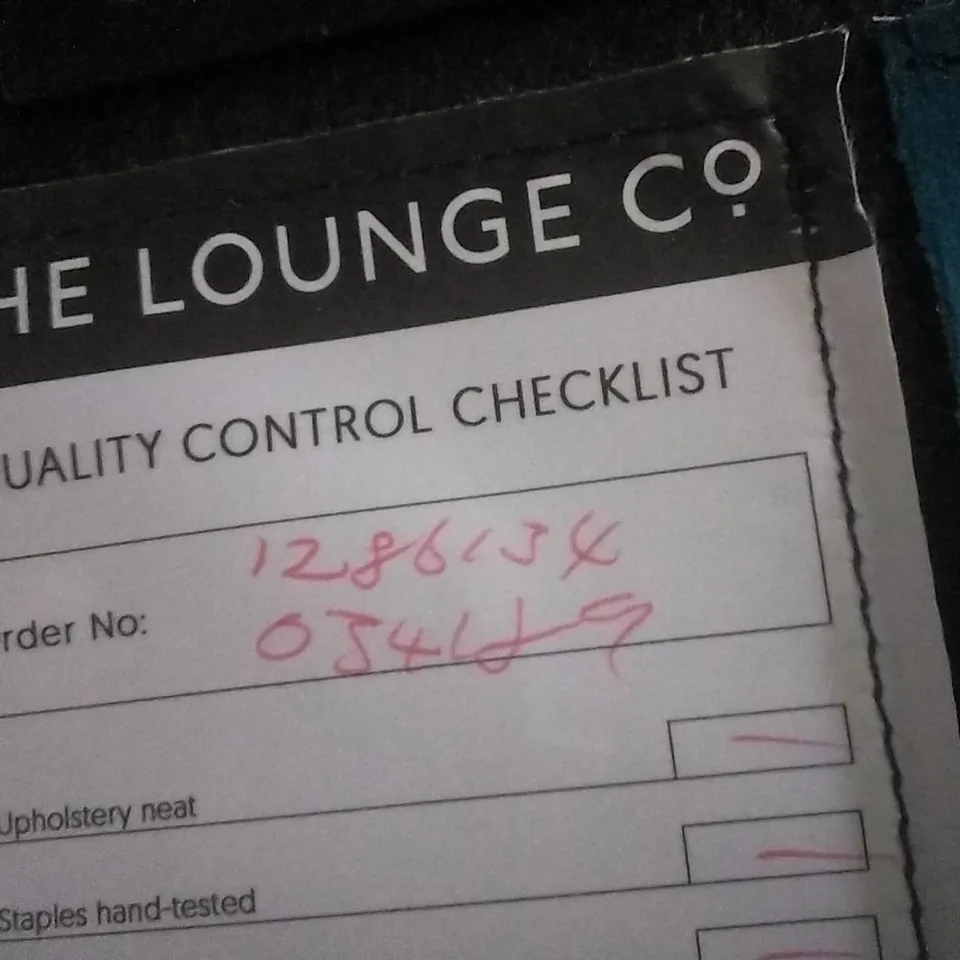 HE LOUNGE Co
UALITY CONTROL CHECKLIST
1286134
rder No:
Upholstery neat
Staples hand-tested